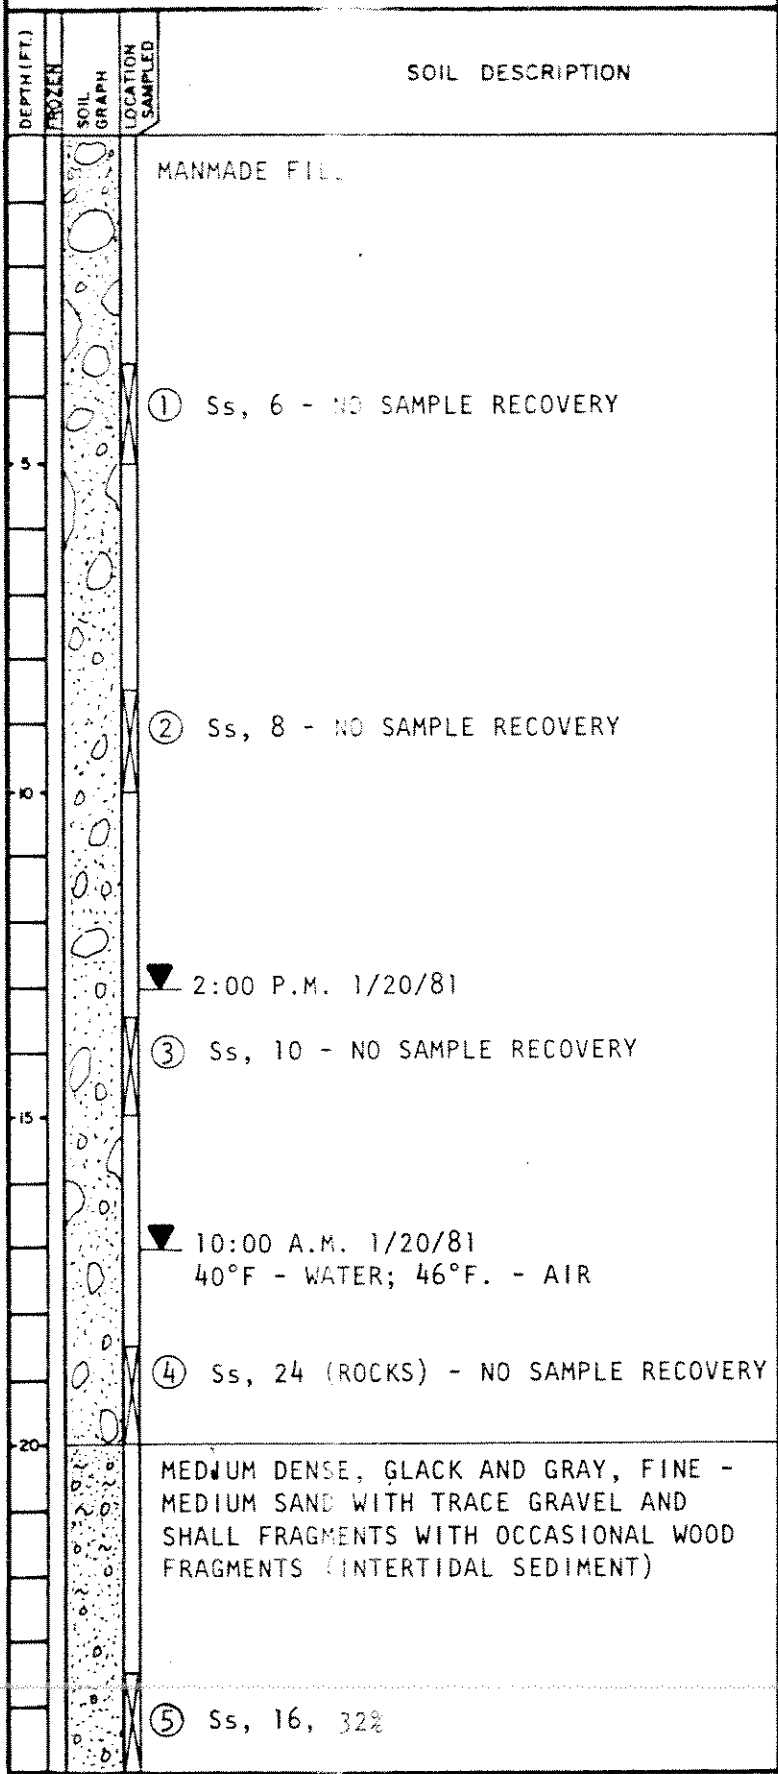 DEPTH (FT.)
FROZEN
SOIL GRAPH
LOCATION SAMPLED
SOIL DESCRIPTION
MANMADE FIL
① Ss, 6 - NO SAMPLE RECOVERY
5
② Ss, 8 - NO SAMPLE RECOVERY
10
2:00 P.M. 1/20/81
③ Ss, 10 - NO SAMPLE RECOVERY
15
10:00 A.M. 1/20/81
40°F - WATER; 46°F. - AIR
④ Ss, 24 (ROCKS) - NO SAMPLE RECOVERY
20
MEDIUM DENSE, GLACK AND GRAY, FINE -
MEDIUM SAND WITH TRACE GRAVEL AND
SHALL FRAGMENTS WITH OCCASIONAL WOOD
FRAGMENTS (INTERTIDAL SEDIMENT)
⑤ Ss, 16, 32%